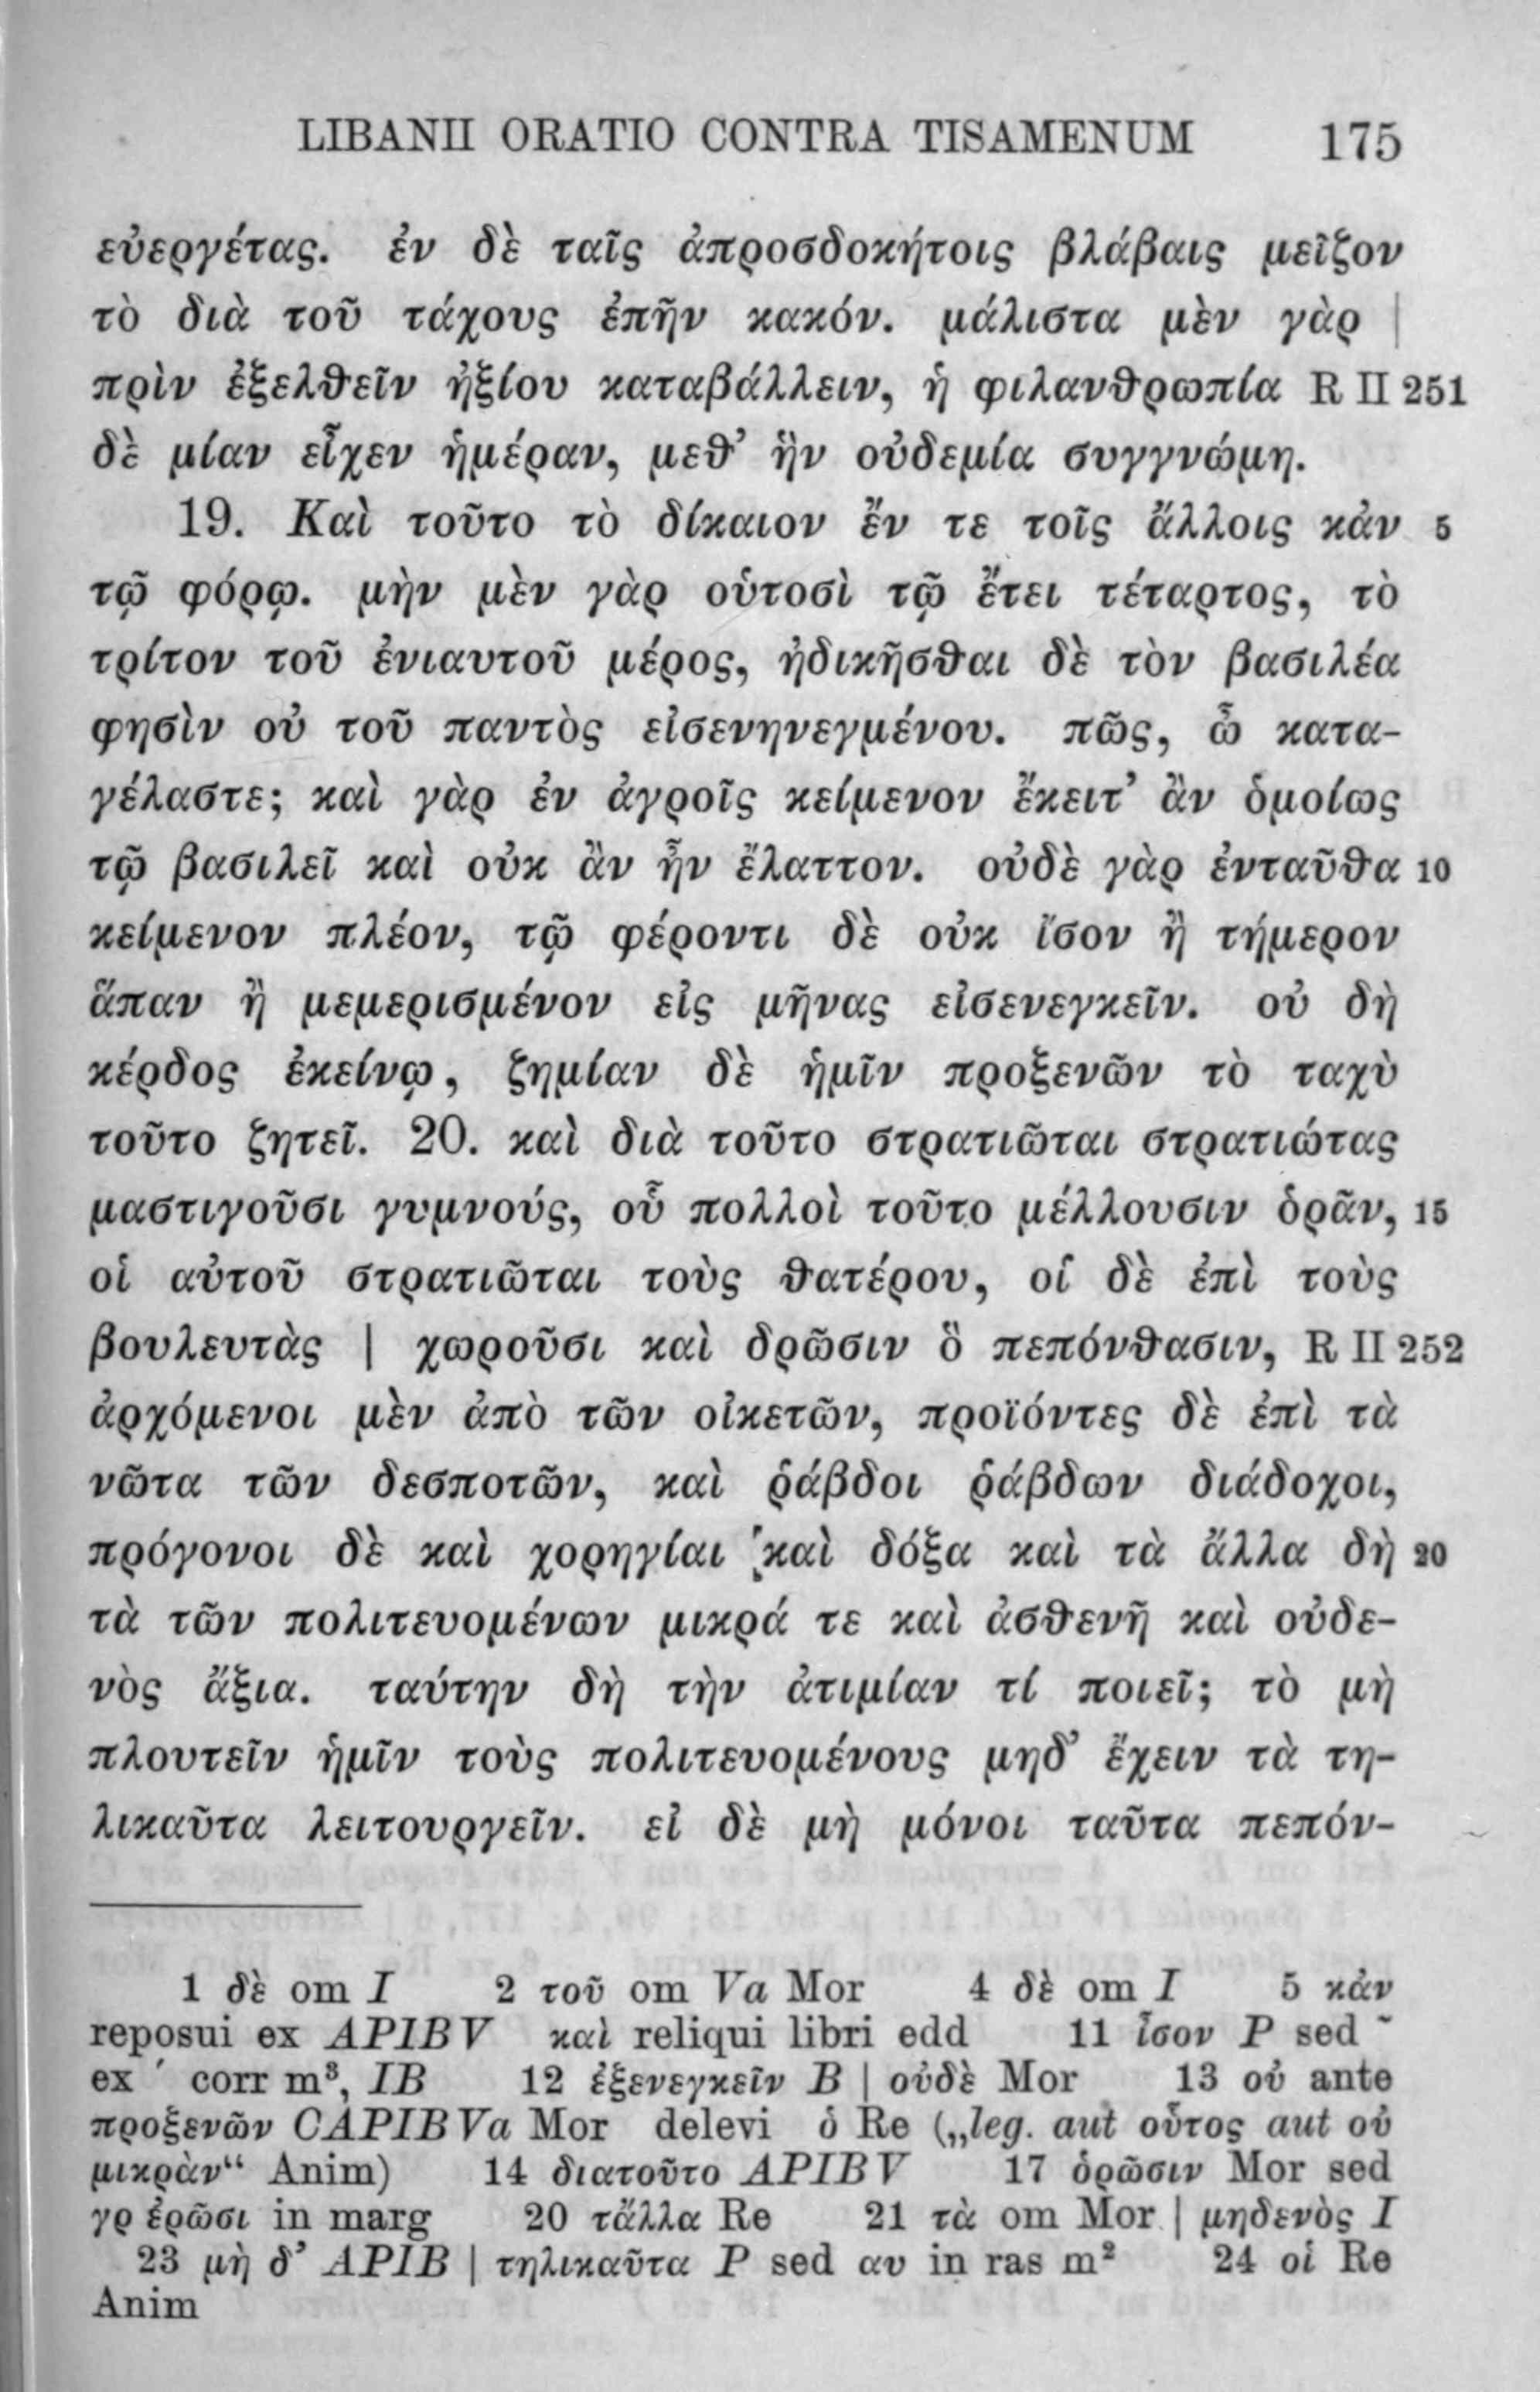 LIBANII ORATIO CONTRA TISAMENUM 175
εὐεργέτας. ἐν δὲ ταῖς ἀπροσδοκήτοις βλάβαις μεῖζον
τὸ διὰ τοῦ τάχους ἐπῆν κακόν. μάλιστα μὲν γὰρ |
πρὶν ἐξελθεῖν ἠξίου καταβάλλειν, ἡ φιλανθρωπία R II 251
δὲ μίαν εἶχεν ἡμέραν, μεθ’ ἣν οὐδεμία συγγνώμη.
19. Καὶ τοῦτο τὸ δίκαιον ἔν τε τοῖς ἄλλοις κἀν 5
τῷ φόρῳ. μὴν μὲν γὰρ οὑτοσὶ τῷ ἔτει τέταρτος, τὸ
τρίτον τοῦ ἐνιαυτοῦ μέρος, ἠδικῆσθαι δὲ τὸν βασιλέα
φησὶν οὐ τοῦ παντὸς εἰσενηνεγμένου. πῶς, ὦ κατα-
γέλαστε; καὶ γὰρ ἐν ἀγροῖς κείμενον ἔκειτ’ ἂν ὁμοίως
τῷ βασιλεῖ καὶ οὐκ ἂν ἦν ἔλαττον. οὐδὲ γὰρ ἐνταῦθα 10
κείμενον πλέον, τῷ φέροντι δὲ οὐκ ἴσον ἢ τήμερον
ἅπαν ἢ μεμερισμένον εἰς μῆνας εἰσενεγκεῖν. οὐ δὴ
κέρδος ἐκείνῳ, ζημίαν δὲ ἡμῖν προξενῶν τὸ ταχὺ
τοῦτο ζητεῖ. 20. καὶ διὰ τοῦτο στρατιῶται στρατιώτας
μαστιγοῦσι γυμνούς, οὗ πολλοὶ τοῦτο μέλλουσιν ὁρᾶν, 15
οἱ αὐτοῦ στρατιῶται τοὺς θατέρου, οἱ δὲ ἐπὶ τοὺς
βουλευτὰς | χωροῦσι καὶ δρῶσιν ὃ πεπόνθασιν, R II 252
ἀρχόμενοι μὲν ἀπὸ τῶν οἰκετῶν, προϊόντες δὲ ἐπὶ τὰ
νῶτα τῶν δεσποτῶν, καὶ ῥάβδοι ῥάβδων διάδοχοι,
πρόγονοι δὲ καὶ χορηγίαι καὶ δόξα καὶ τὰ ἄλλα δὴ 20
τὰ τῶν πολιτευομένων μικρά τε καὶ ἀσθενῆ καὶ οὐδε-
νὸς ἄξια. ταύτην δὴ τὴν ἀτιμίαν τί ποιεῖ; τὸ μὴ
πλουτεῖν ἡμῖν τοὺς πολιτευομένους μηδ’ ἔχειν τὰ τη-
λικαῦτα λειτουργεῖν. εἰ δὲ μὴ μόνοι ταῦτα πεπόν-
1 δὲ om I 2 τοῦ om Va Mor 4 δὲ om I 5 κἀν
reposui ex APIBV καὶ reliqui libri edd 11 ἶσον P sed ῀
ex ´ corr m³, IB 12 ἐξενεγκεῖν B | οὐδὲ Mor 13 οὐ ante
προξενῶν CAPIBVa Mor delevi ὁ Re („leg. aut οὗτος aut οὐ
μικρὰν“ Anim) 14 διατοῦτο APIBV 17 ὁρῶσιν Mor sed
γρ ἐρῶσι in marg 20 τἄλλα Re 21 τὰ om Mor | μηδενὸς I
23 μὴ δ’ APIB | τηλικαῦτα P sed αυ in ras m² 24 οἱ Re
Anim